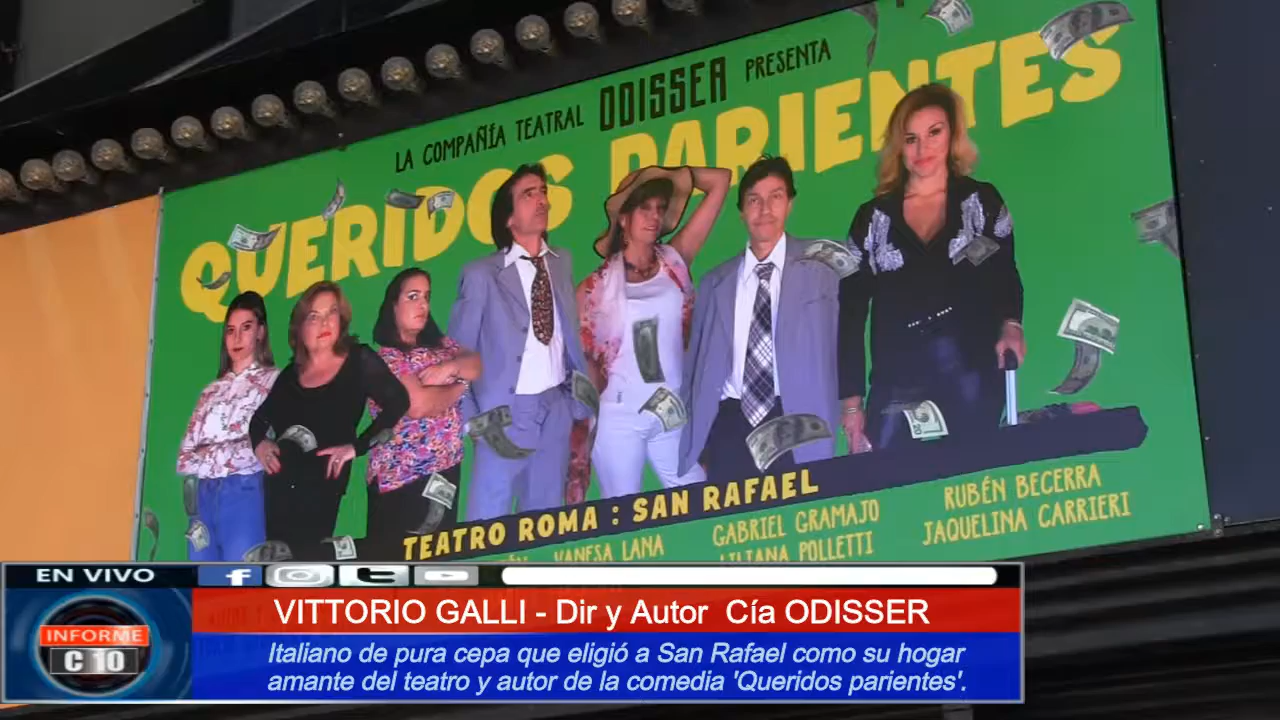 LA COMPAÑÍA TEATRAL ODISSEA PRESENTA
QUERIDOS PARIENTES
TEATRO ROMA : SAN RAFAEL
VANESA LANA
GABRIEL GRAMAJO
LILIANA POLLETTI
RUBÉN BECERRA
JAQUELINA CARRIERI
EN VIVO
INFORME
C 10
VITTORIO GALLI - Dir y Autor Cía ODISSER
Italiano de pura cepa que eligió a San Rafael como su hogar
amante del teatro y autor de la comedia 'Queridos parientes'.